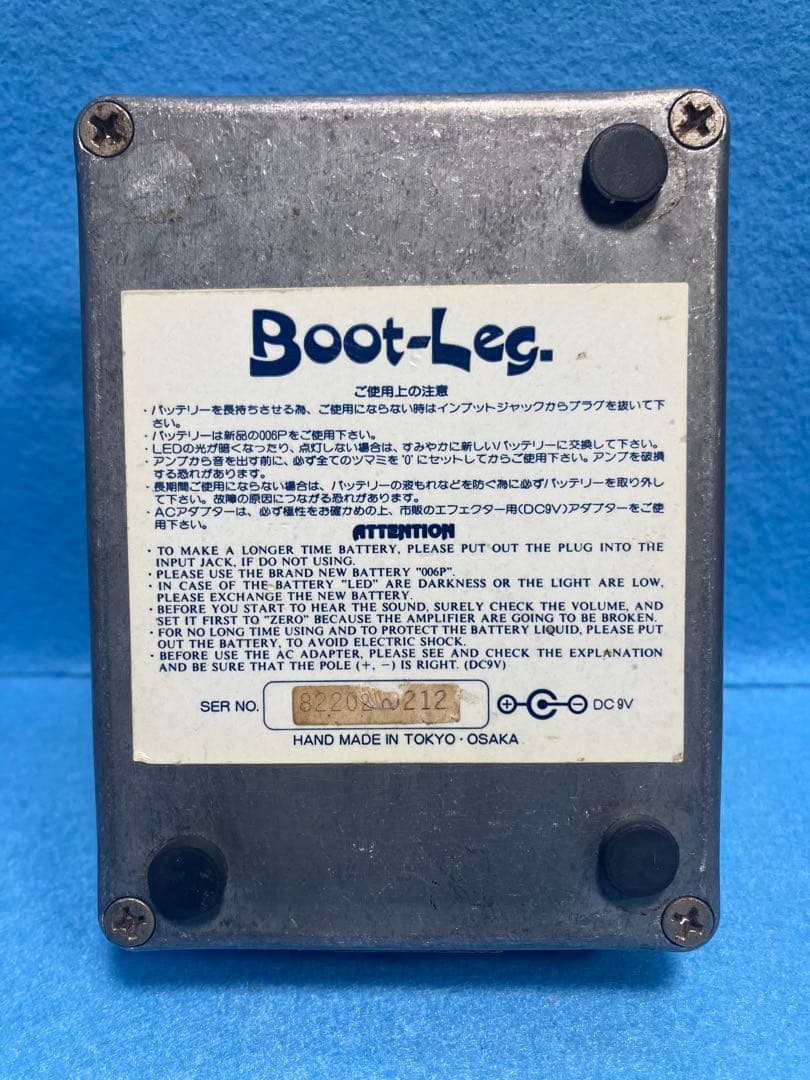 Boot-Leg.
ご使用上の注意
・バッテリーを長持ちさせる為、ご使用にならない時はインプットジャックからプラグを抜いて下
さい。
・バッテリーは新品の006Pをご使用下さい。
・LEDの光が暗くなったり、点灯しない場合は、すみやかに新しいバッテリーに交換して下さい。
・アンプから音を出す前に、必ず全てのツマミを'0'にセットしてからご使用下さい。アンプを破損
する恐れがあります。
・長期間ご使用にならない場合は、バッテリーの液もれなどを防ぐ為に必ずバッテリーを取り外し
て下さい。故障の原因につながる恐れがあります。
・ACアダプターは、必ず極性をお確かめの上、市販のエフェクター用(DC9V)アダプターをご使
用下さい。
ATTENTION
・TO MAKE A LONGER TIME BATTERY, PLEASE PUT OUT THE PLUG INTO THE
INPUT JACK, IF DO NOT USING.
・PLEASE USE THE BRAND NEW BATTERY "006P".
・IN CASE OF THE BATTERY "LED" ARE DARKNESS OR THE LIGHT ARE LOW,
PLEASE EXCHANGE THE NEW BATTERY.
・BEFORE YOU START TO HEAR THE SOUND, SURELY CHECK THE VOLUME, AND
SET IT FIRST TO "ZERO" BECAUSE THE AMPLIFIER ARE GOING TO BE BROKEN.
・FOR NO LONG TIME USING AND TO PROTECT THE BATTERY LIQUID, PLEASE PUT
OUT THE BATTERY, TO AVOID ELECTRIC SHOCK.
・BEFORE USE THE AC ADAPTER, PLEASE SEE AND CHECK THE EXPLANATION
AND BE SURE THAT THE POLE (+, −) IS RIGHT. (DC9V)
SER NO. DC 9V
HAND MADE IN TOKYO・OSAKA